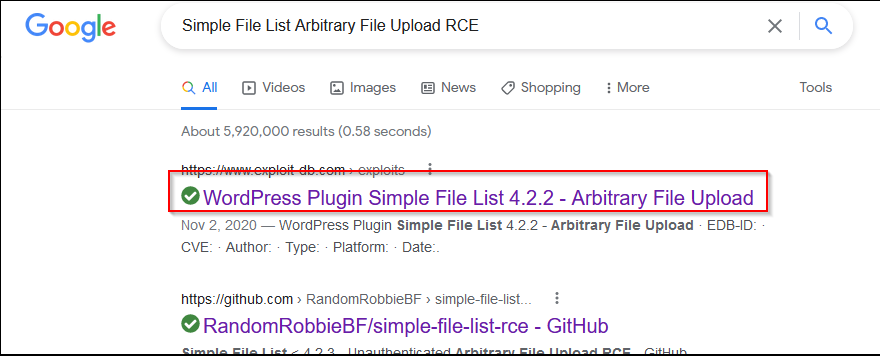 Google
Simple File List Arbitrary File Upload RCE
All Videos Images News Shopping More Tools
About 5,920,000 results (0.58 seconds)
https://www.exploit-db.com › exploits
WordPress Plugin Simple File List 4.2.2 - Arbitrary File Upload
Nov 2, 2020 — WordPress Plugin Simple File List 4.2.2 - Arbitrary File Upload · EDB-ID: ·
CVE: · Author: · Type: · Platform: · Date:.
https://github.com › RandomRobbieBF › simple-file-list...
RandomRobbieBF/simple-file-list-rce - GitHub
Simple File List < 4.2.3 - Unauthenticated Arbitrary File Upload RCE - GitHub